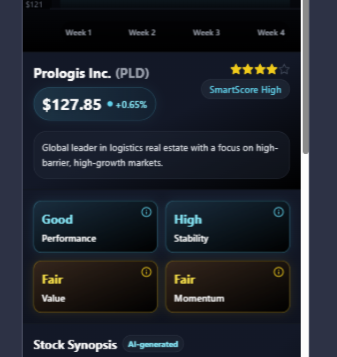 $121
Week 1 Week 2 Week 3 Week 4
Prologis Inc. (PLD)
SmartScore High
$127.85 +0.65%
Global leader in logistics real estate with a focus on high-
barrier, high-growth markets.
Good High
Performance Stability
Fair Fair
Value Momentum
Stock Synopsis AI-generated